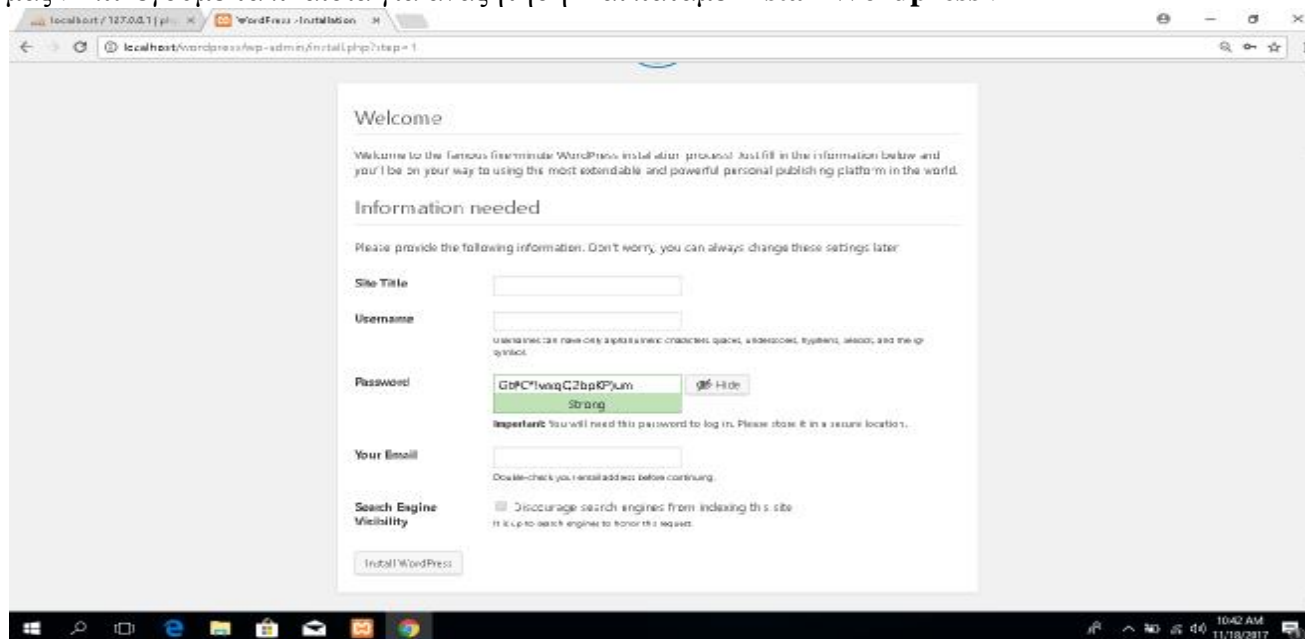 localhost / 127.0.0.1 | ph
WordPress › Installation
localhost/wordpress/wp-admin/install.php?step=1
Welcome
Welcome to the famous five-minute WordPress installation process! Just fill in the information below and
you'll be on your way to using the most extendable and powerful personal publishing platform in the world.
Information needed
Please provide the following information. Don't worry, you can always change these settings later.
Site Title
Username
Usernames can have only alphanumeric characters, spaces, underscores, hyphens, periods, and the @
symbol.
Password
Hide
Strong
Important: You will need this password to log in. Please store it in a secure location.
Your Email
Double-check your email address before continuing.
Search Engine
Visibility
Discourage search engines from indexing this site
It is up to search engines to honor this request.
Install WordPress
10:42 AM
11/18/2017